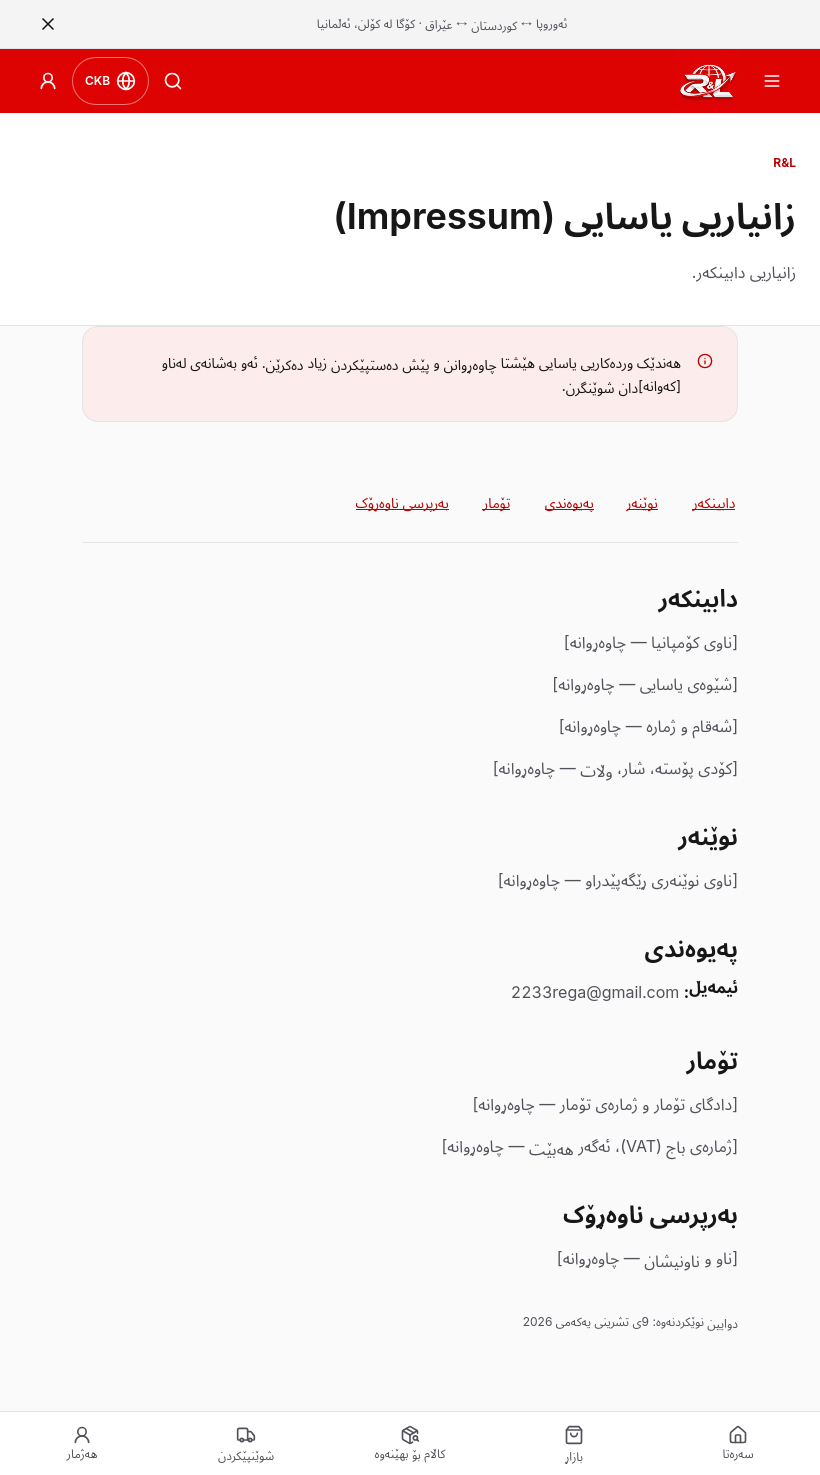 ئەوروپا ↔ کوردستان ↔ عێراق · کۆگا لە کۆلن، ئەڵمانیا
CKB
R&L
R&L
زانیاریی یاسایی (Impressum)
زانیاریی دابینکەر.
هەندێک وردەکاریی یاسایی هێشتا چاوەڕوانن و پێش دەستپێکردن زیاد دەکرێن. ئەو بەشانەی لەناو
[کەوانە]دان شوێنگرن.
دابینکەر نوێنەر پەیوەندی تۆمار بەرپرسی ناوەڕۆک
دابینکەر
[ناوی کۆمپانیا — چاوەڕوانە]
[شێوەی یاسایی — چاوەڕوانە]
[شەقام و ژمارە — چاوەڕوانە]
[کۆدی پۆستە، شار، وڵات — چاوەڕوانە]
نوێنەر
[ناوی نوێنەری ڕێگەپێدراو — چاوەڕوانە]
پەیوەندی
ئیمەیڵ: 2233rega@gmail.com
تۆمار
[دادگای تۆمار و ژمارەی تۆمار — چاوەڕوانە]
[ژمارەی باج (VAT)، ئەگەر هەبێت — چاوەڕوانە]
بەرپرسی ناوەڕۆک
[ناو و ناونیشان — چاوەڕوانە]
دوایین نوێکردنەوە: 9ی تشرینی یەکەمی 2026
سەرەتا
بازاڕ
کاڵام بۆ بهێنەوە
شوێنپێکردن
هەژمار